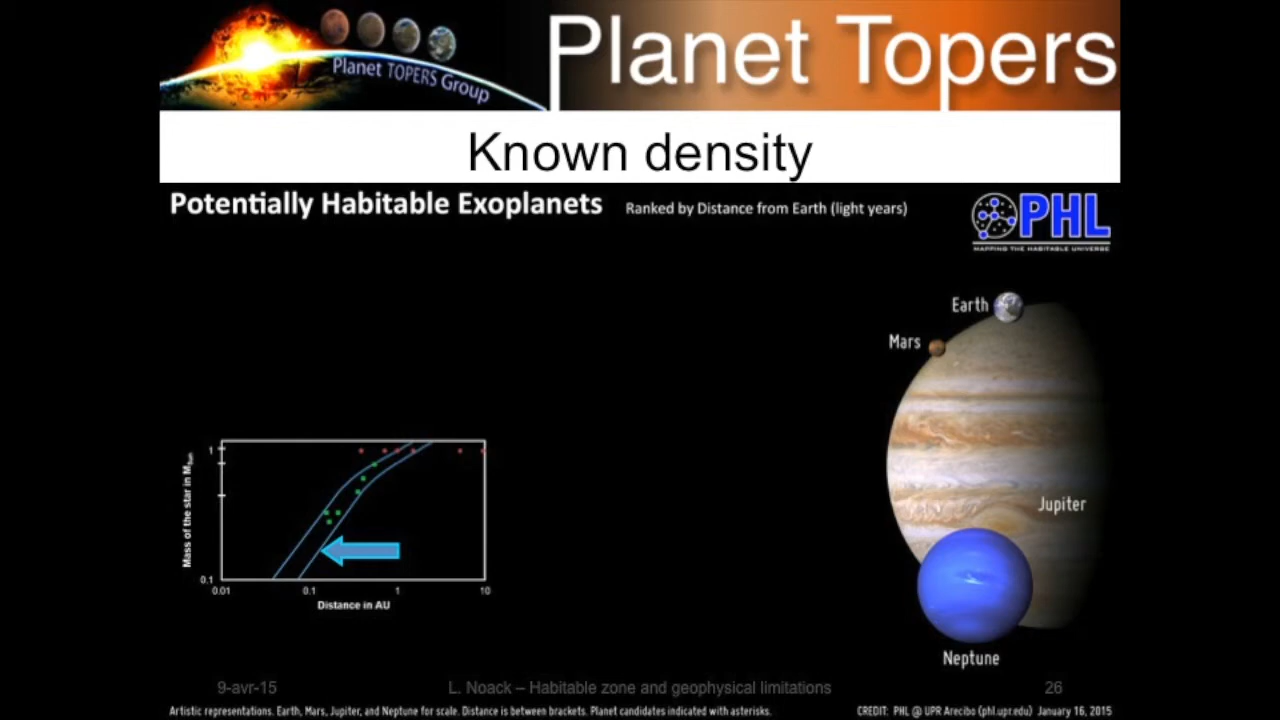 Planet TOPERS Group
Planet Topers
Known density
Potentially Habitable Exoplanets Ranked by Distance from Earth (light years)
PHL
MAPPING THE HABITABLE UNIVERSE
Earth
Mars
Jupiter
Neptune
Mass of the star in M_Sun
1
0.1
0.01 0.1 1 10
Distance in AU
9-avr-15 L. Noack – Habitable zone and geophysical limitations 26
Artistic representations. Earth, Mars, Jupiter, and Neptune for scale. Distance is between brackets. Planet candidates indicated with asterisks. CREDIT: PHL @ UPR Arecibo (phl.upr.edu) January 16, 2015